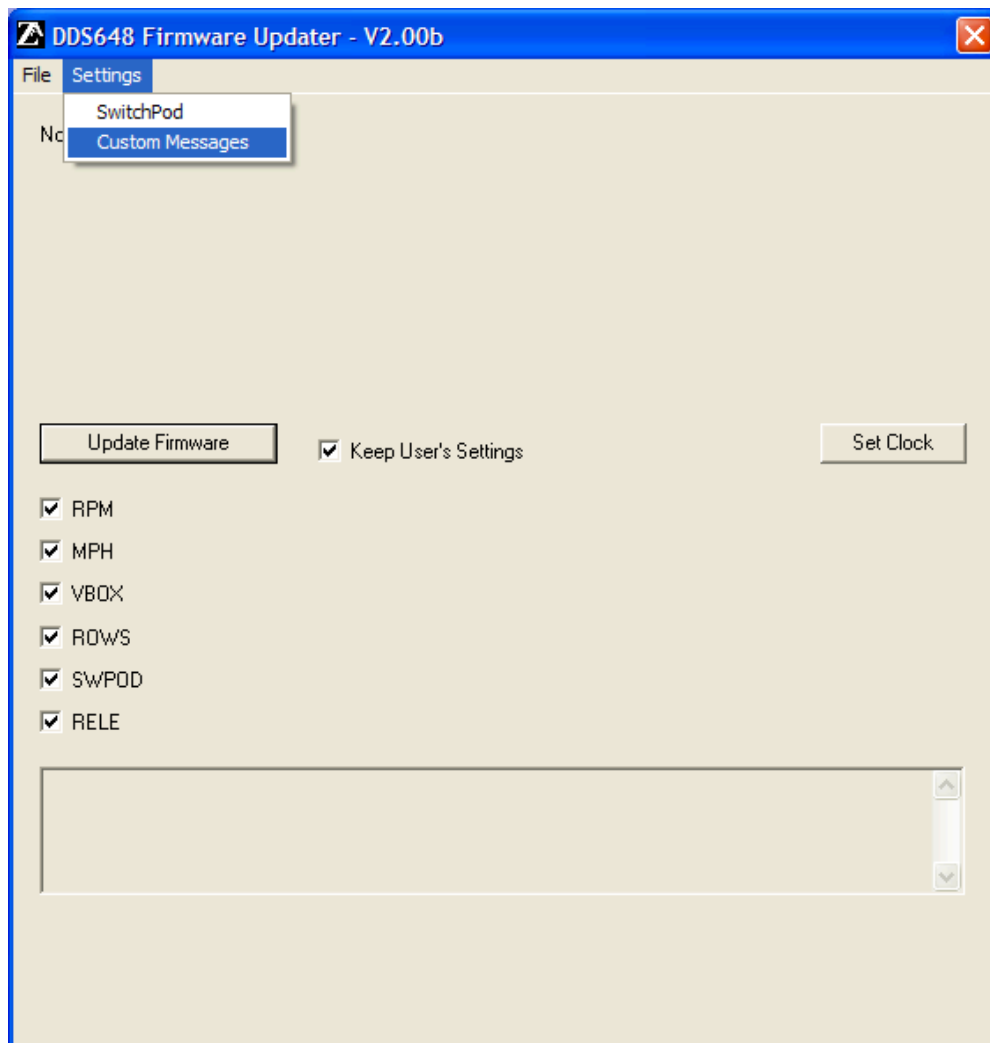 DDS648 Firmware Updater - V2.00b
File Settings
SwitchPod
Custom Messages
Update Firmware Keep User's Settings Set Clock
RPM
MPH
VBOX
ROWS
SWPOD
RELE